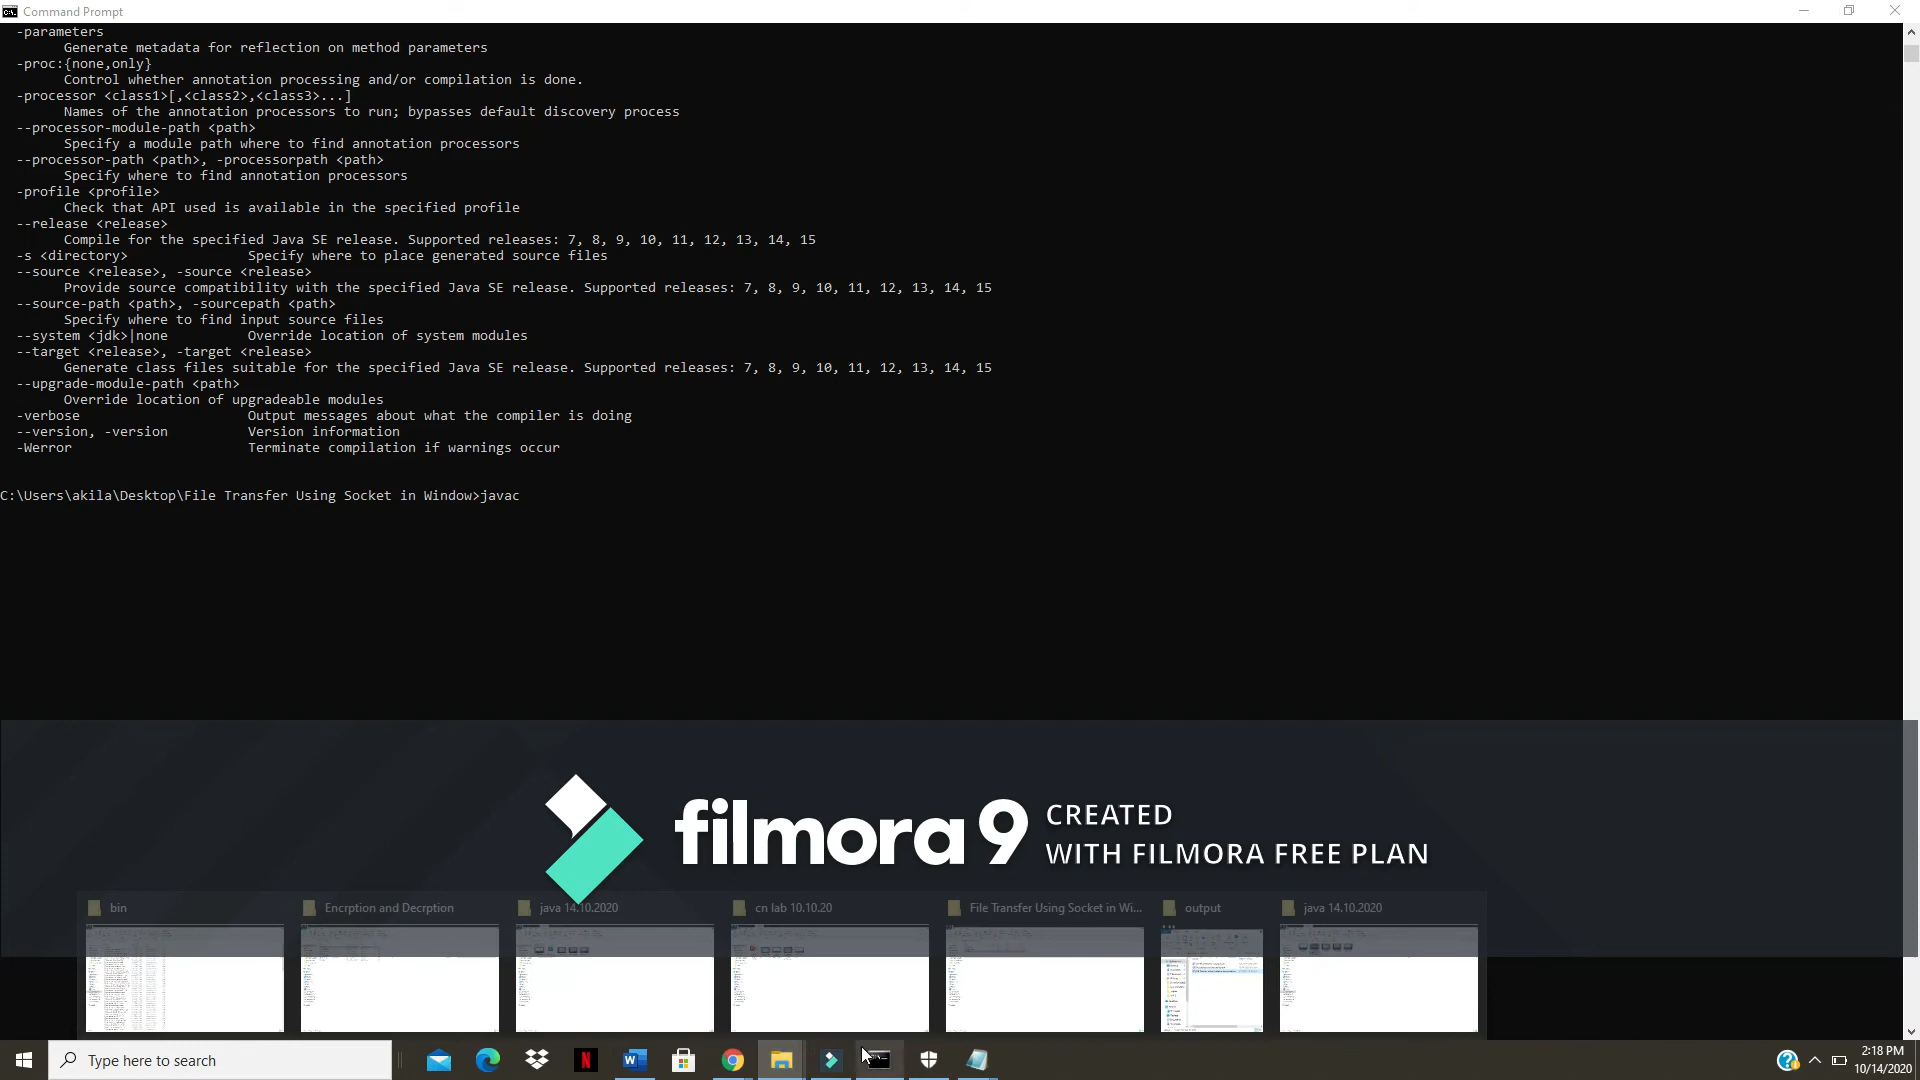 Command Prompt
-parameters
Generate metadata for reflection on method parameters
-proc:{none,only}
Control whether annotation processing and/or compilation is done.
-processor <class1>[,<class2>,<class3>...]
Names of the annotation processors to run; bypasses default discovery process
--processor-module-path <path>
Specify a module path where to find annotation processors
--processor-path <path>, -processorpath <path>
Specify where to find annotation processors
-profile <profile>
Check that API used is available in the specified profile
--release <release>
Compile for the specified Java SE release. Supported releases: 7, 8, 9, 10, 11, 12, 13, 14, 15
-s <directory> Specify where to place generated source files
--source <release>, -source <release>
Provide source compatibility with the specified Java SE release. Supported releases: 7, 8, 9, 10, 11, 12, 13, 14, 15
--source-path <path>, -sourcepath <path>
Specify where to find input source files
--system <jdk>|none Override location of system modules
--target <release>, -target <release>
Generate class files suitable for the specified Java SE release. Supported releases: 7, 8, 9, 10, 11, 12, 13, 14, 15
--upgrade-module-path <path>
Override location of upgradeable modules
-verbose Output messages about what the compiler is doing
--version, -version Version information
-Werror Terminate compilation if warnings occur
C:\Users\akila\Desktop\File Transfer Using Socket in Window>javac
filmora 9 CREATED
WITH FILMORA FREE PLAN
bin Encrption and Decrption java 14.10.2020 cn lab 10.10.20 File Transfer Using Socket in Wi... output java 14.10.2020
Type here to search
2:18 PM
10/14/2020